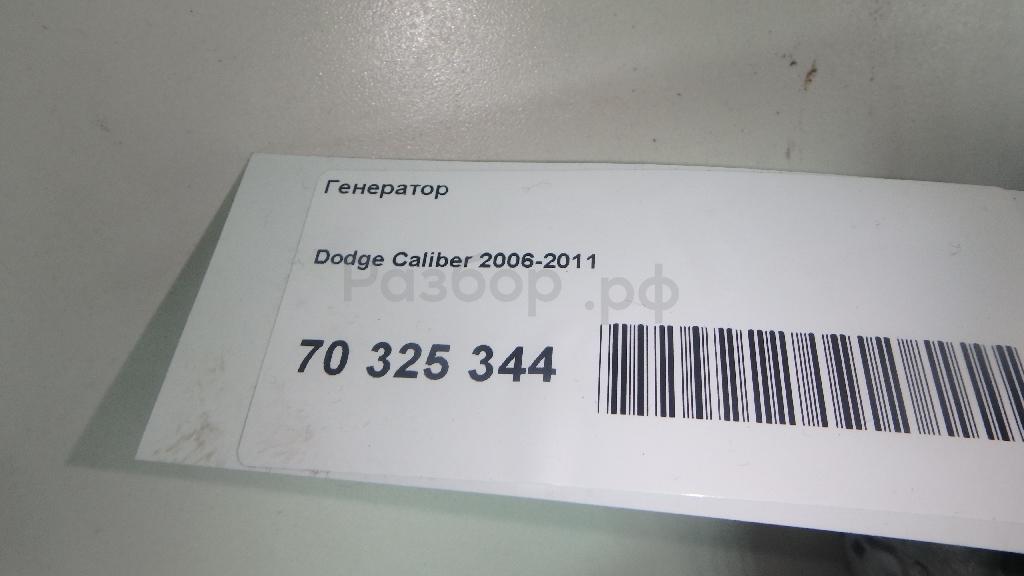 Генератор
Dodge Caliber 2006-2011
Разбор.рф
70 325 344